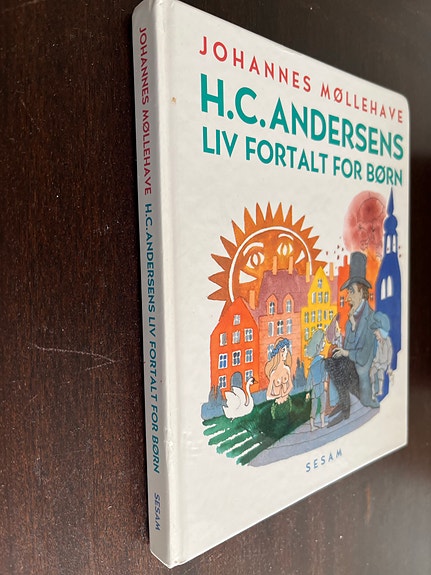 JOHANNES MØLLEHAVE
H.C. ANDERSENS
LIV FORTALT FOR BØRN
SESAM
JOHANNES MØLLEHAVE H.C. ANDERSENS LIV FORTALT FOR BØRN SESAM